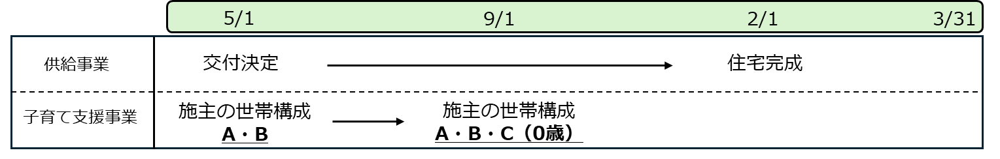 5/1 9/1 2/1 3/31
供給事業 交付決定 住宅完成
子育て支援事業 施主の世帯構成 施主の世帯構成
A・B A・B・C（0歳）